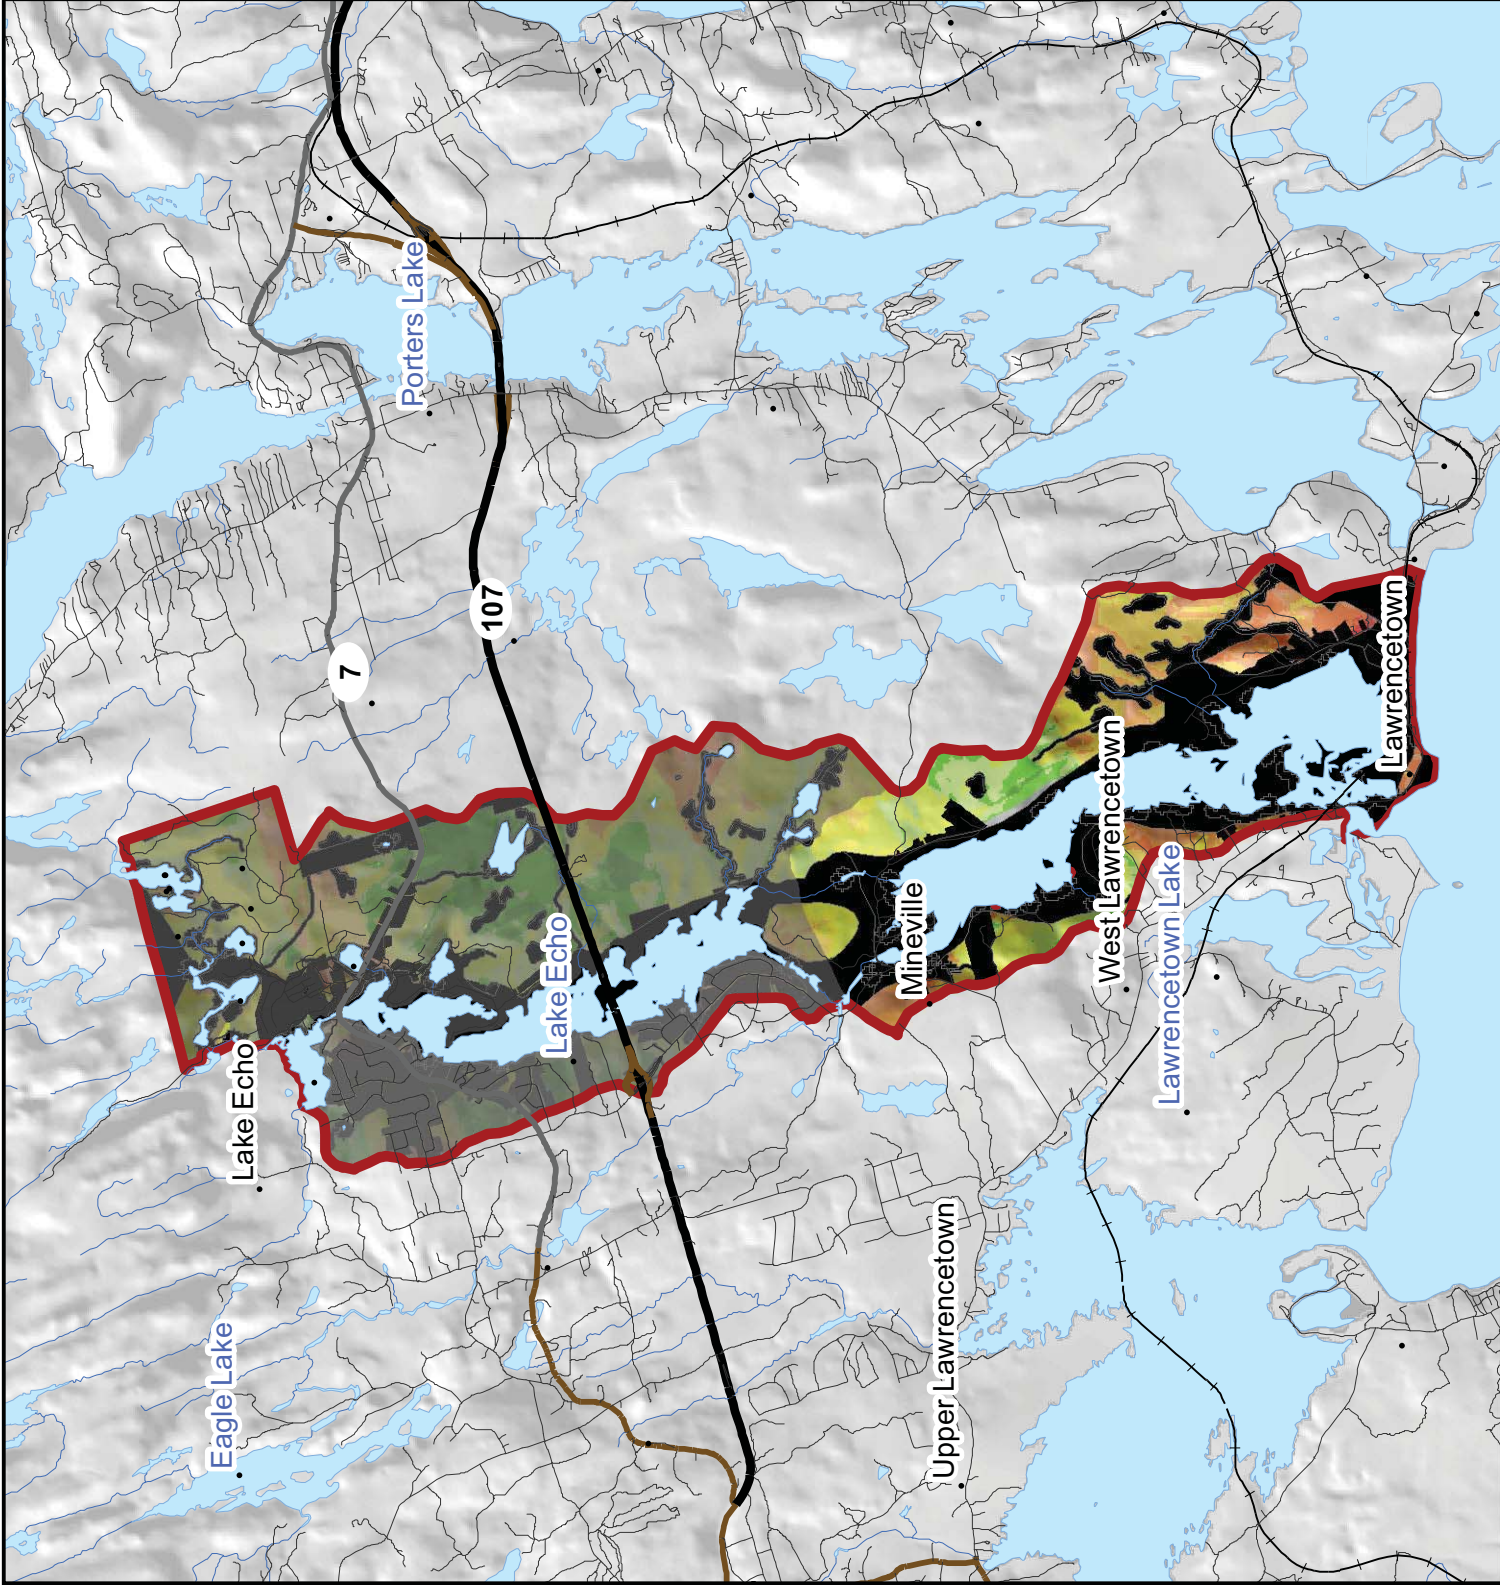 7
107
Porters Lake
Lake Echo
Lake Echo
Eagle Lake
Mineville
West Lawrencetown
Lawrencetown Lake
Lawrencetown
Upper Lawrencetown